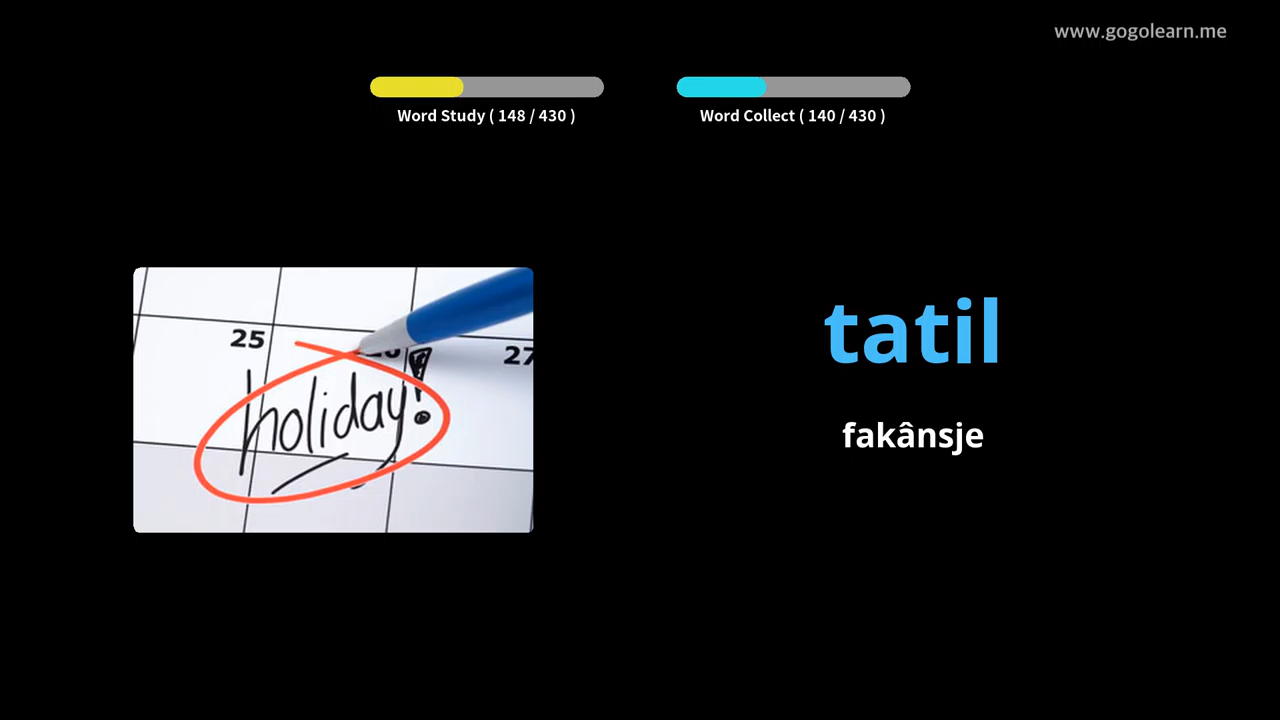 www.gogolearn.me
Word Study ( 148 / 430 )
Word Collect ( 140 / 430 )
25
27
holiday!
tatil
fakânsje